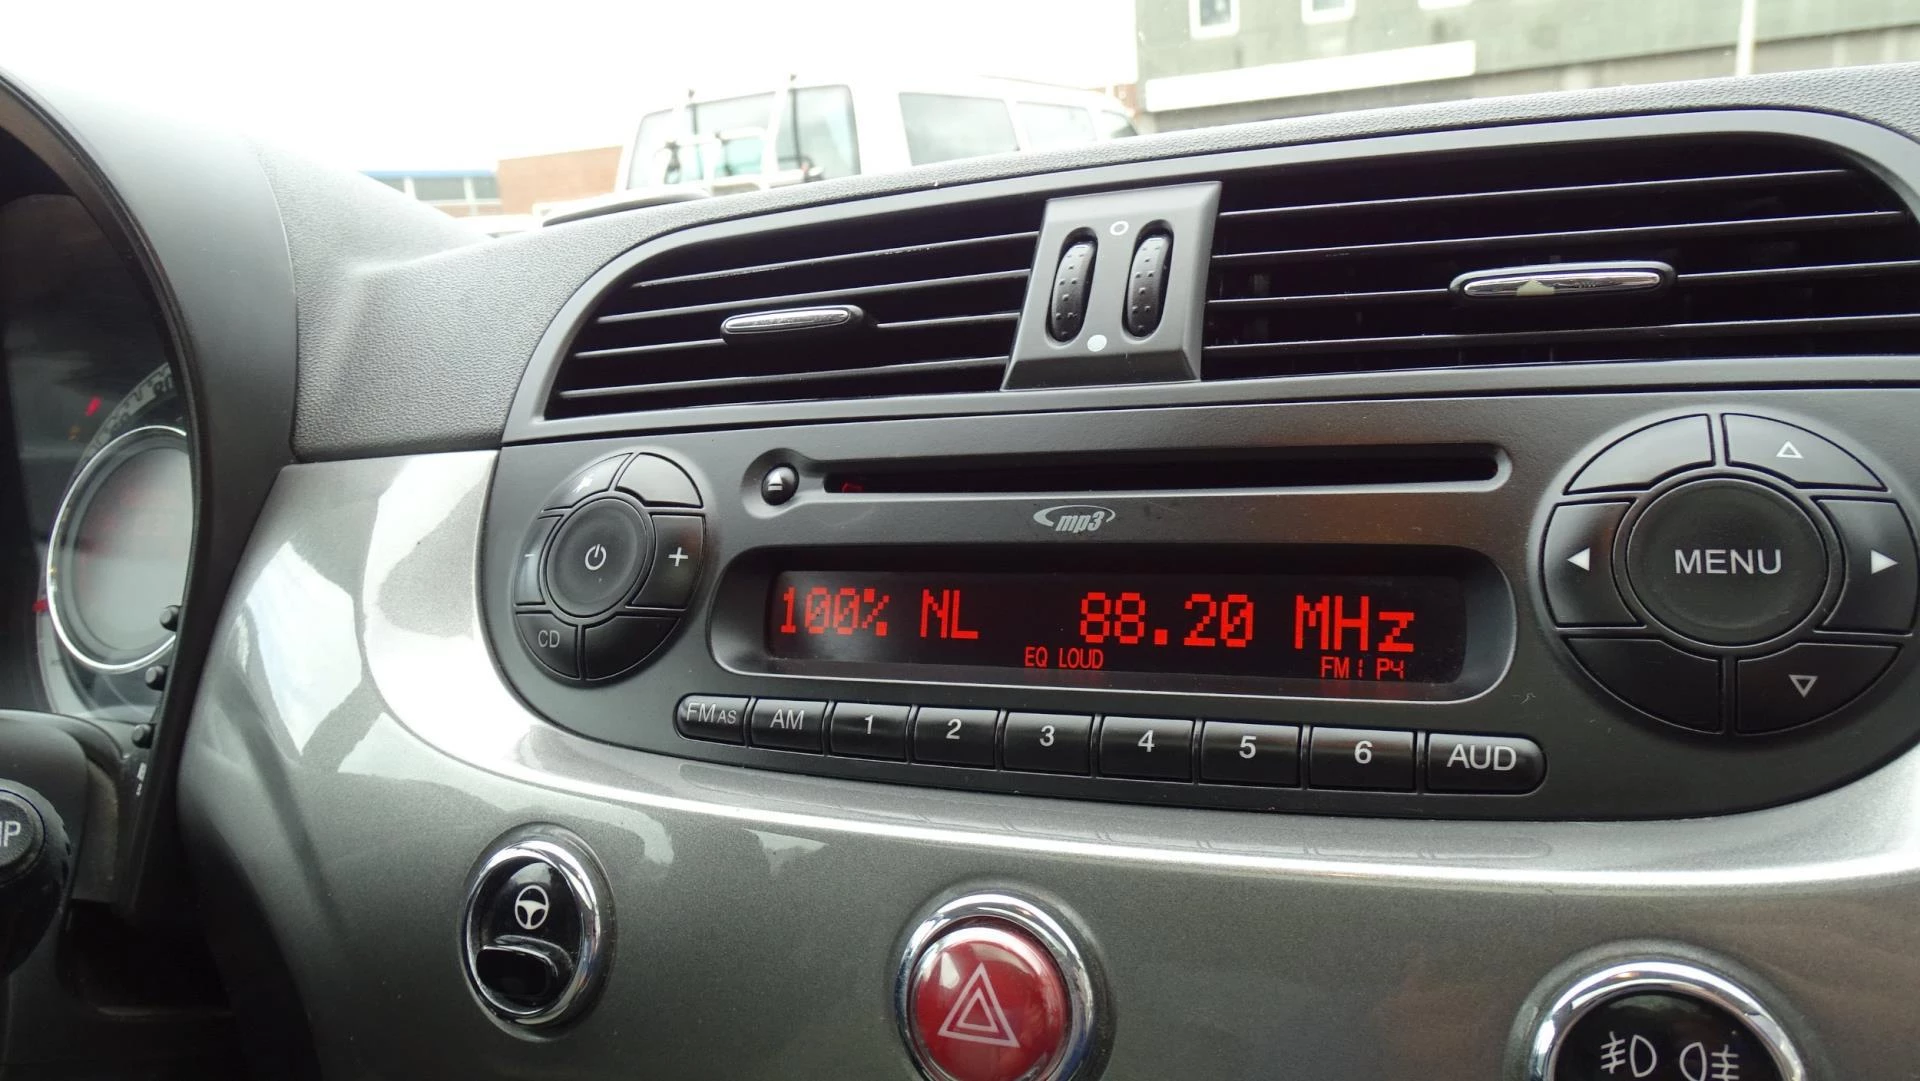 mp3
MENU
100% NL 88.20 MHz
EQ LOUD FM1 P4
CD
FM AS AM 1 2 3 4 5 6 AUD